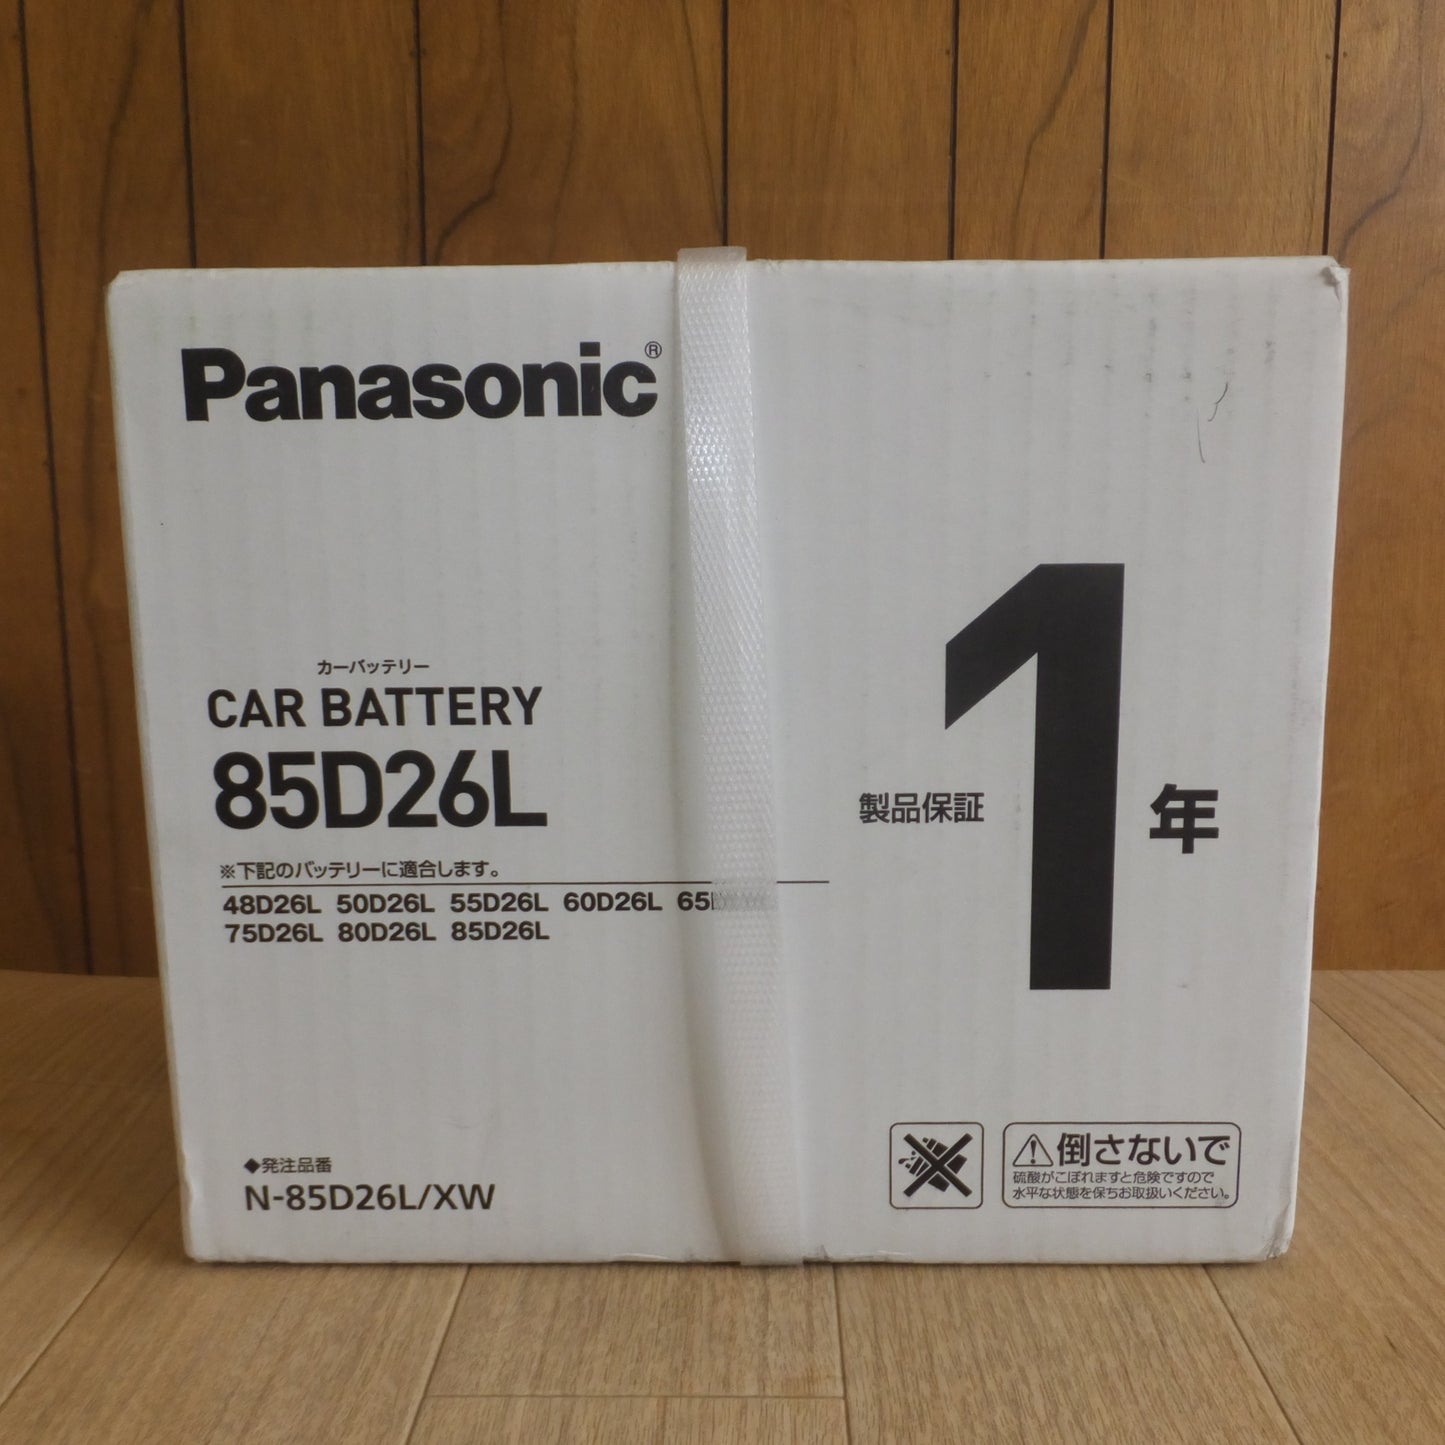 Panasonic®
カーバッテリー
CAR BATTERY
85D26L
※下記のバッテリーに適合します。
48D26L 50D26L 55D26L 60D26L
75D26L 80D26L 85D26L
製品保証 1 年
◆発注品番
N-85D26L/XW
倒さないで
硫酸がこぼれますと危険ですので
水平な状態を保ちお取扱いください。